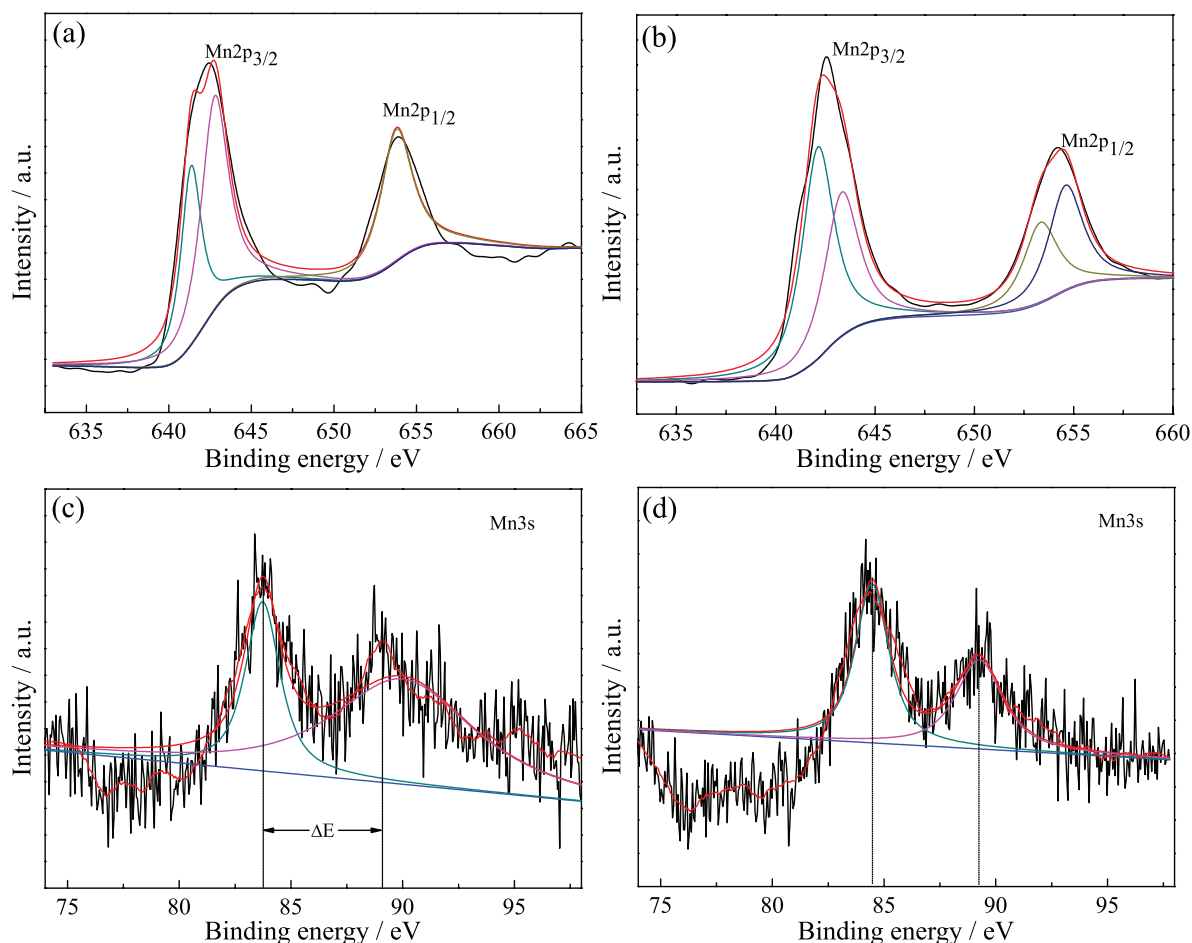 (a)
Mn2p3/2
Mn2p1/2
Intensity / a.u.
635 640 645 650 655 660 665
Binding energy / eV
(b)
Mn2p3/2
Mn2p1/2
Intensity / a.u.
635 640 645 650 655 660
Binding energy / eV
(c)
Mn3s
ΔE
Intensity / a.u.
75 80 85 90 95
Binding energy / eV
(d)
Mn3s
Intensity / a.u.
75 80 85 90 95
Binding energy / eV